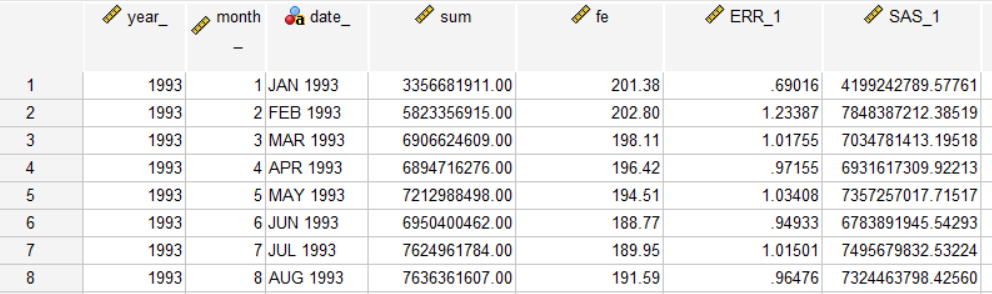 year_ month_ date_ sum fe ERR_1 SAS_1
1 1993 1 JAN 1993 3356681911.00 201.38 .69016 4199242789.57761
2 1993 2 FEB 1993 5823356915.00 202.80 1.23387 7848387212.38519
3 1993 3 MAR 1993 6906624609.00 198.11 1.01755 7034781413.19518
4 1993 4 APR 1993 6894716276.00 196.42 .97155 6931617309.92213
5 1993 5 MAY 1993 7212988498.00 194.51 1.03408 7357257017.71517
6 1993 6 JUN 1993 6950400462.00 188.77 .94933 6783891945.54293
7 1993 7 JUL 1993 7624961784.00 189.95 1.01501 7495679832.53224
8 1993 8 AUG 1993 7636361607.00 191.59 .96476 7324463798.42560